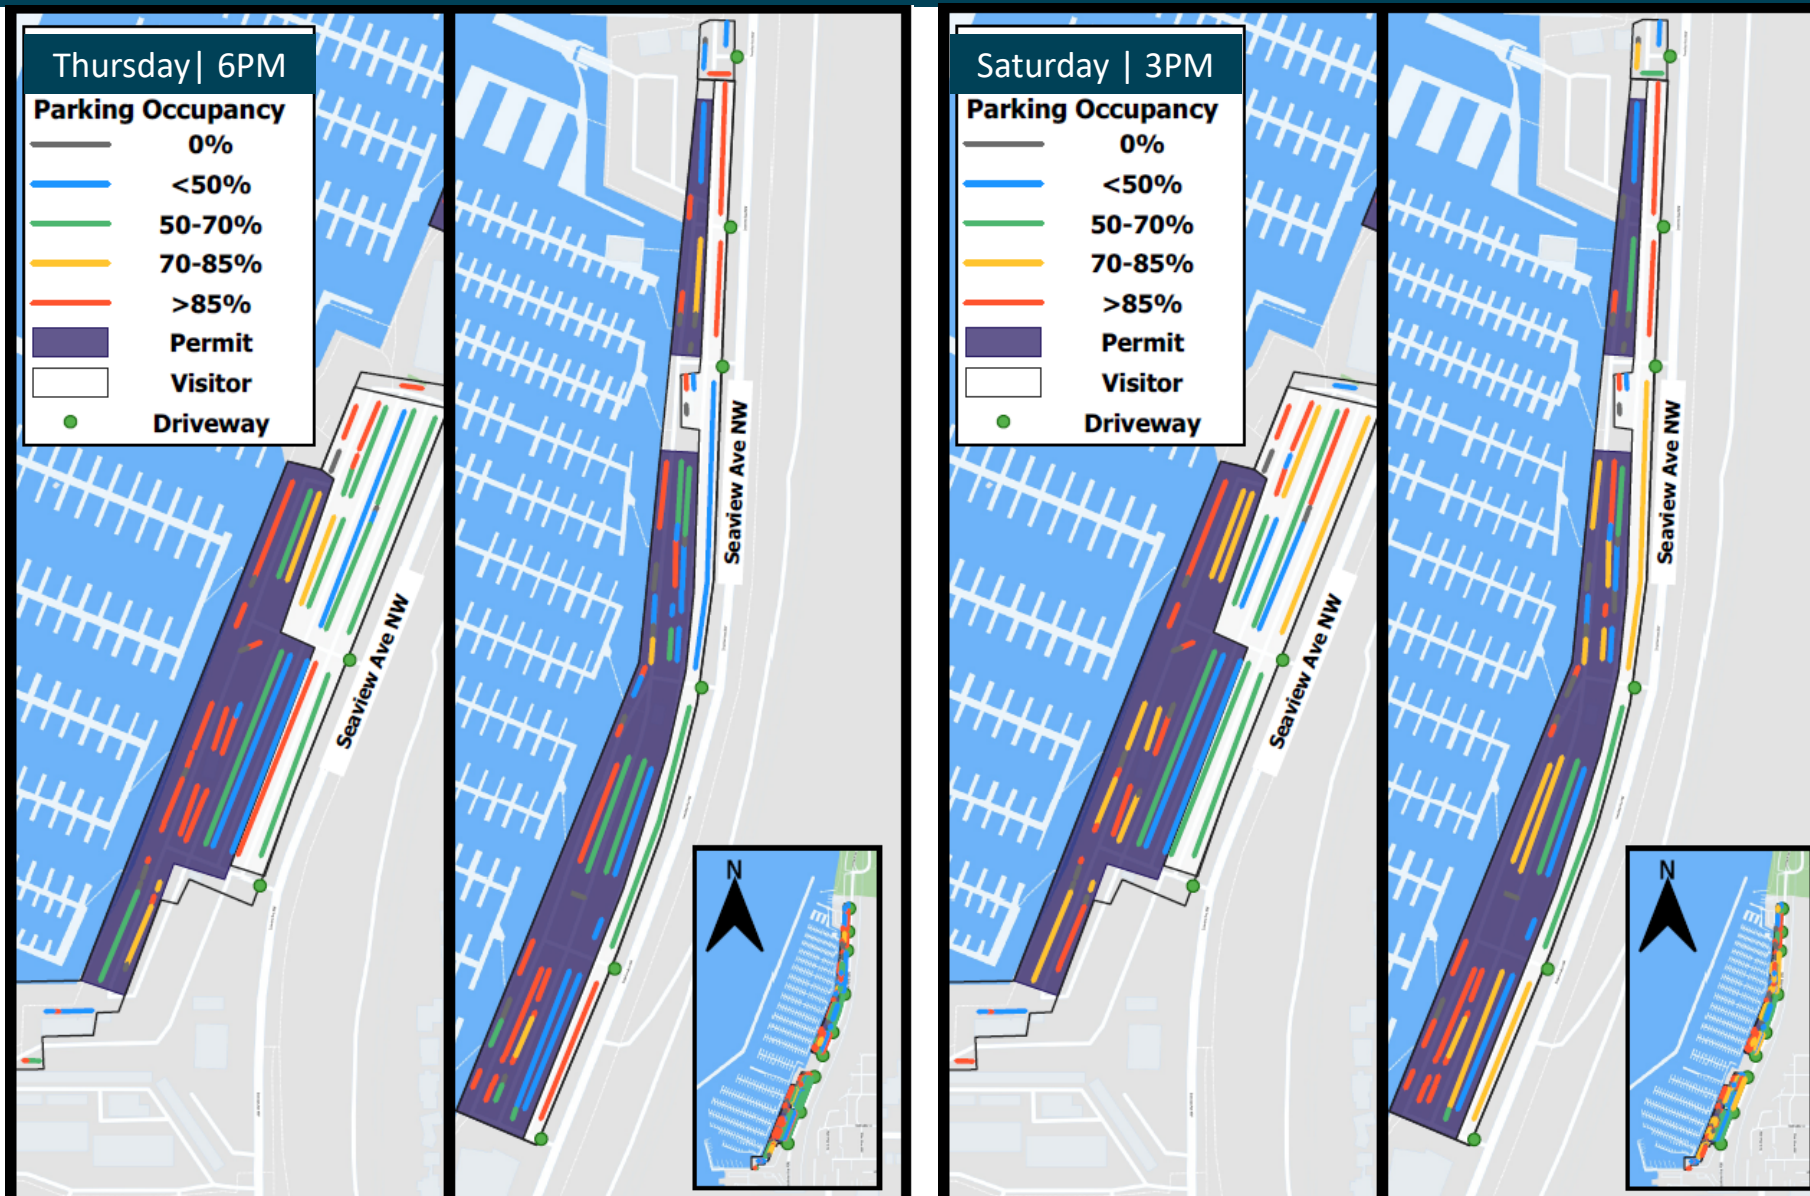 Thursday| 6PM
Parking Occupancy
0%
<50%
50-70%
70-85%
>85%
Permit
Visitor
Driveway
Seaview Ave NW
Seaview Ave NW
N
Saturday | 3PM
Parking Occupancy
0%
<50%
50-70%
70-85%
>85%
Permit
Visitor
Driveway
Seaview Ave NW
Seaview Ave NW
N